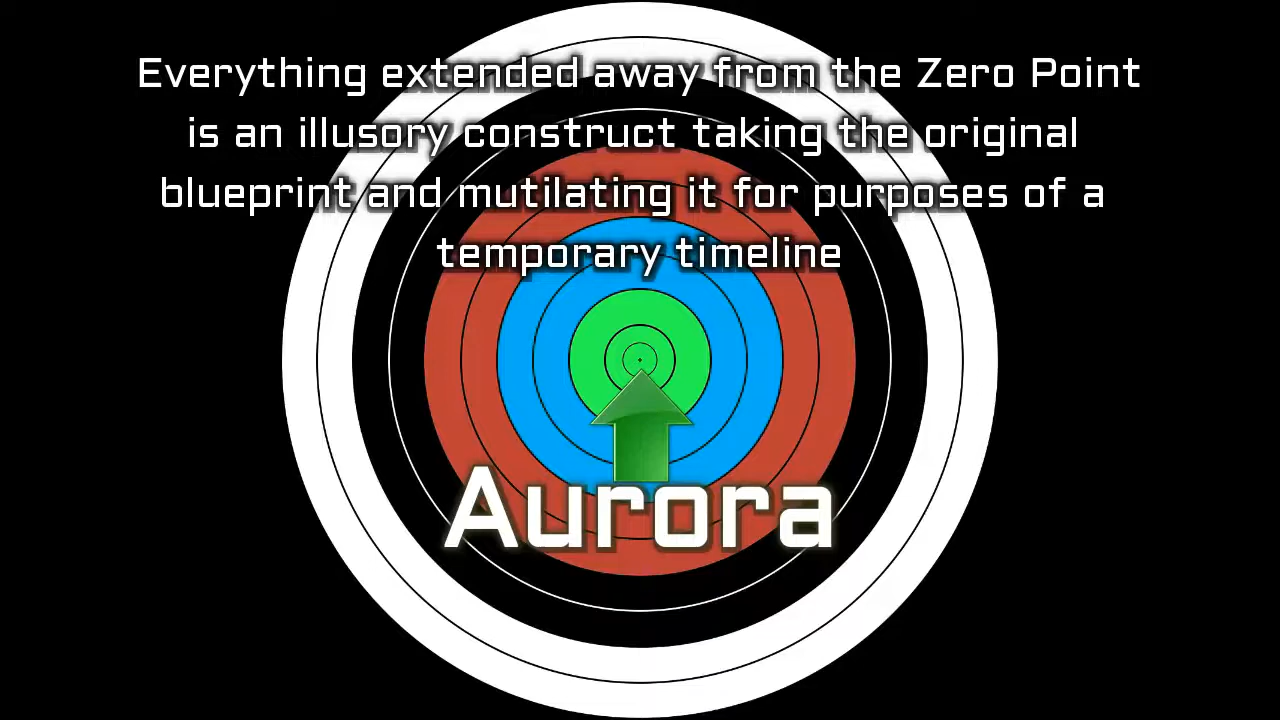 Everything extended away from the Zero Point
is an illusory construct taking the original
blueprint and mutilating it for purposes of a
temporary timeline
Aurora